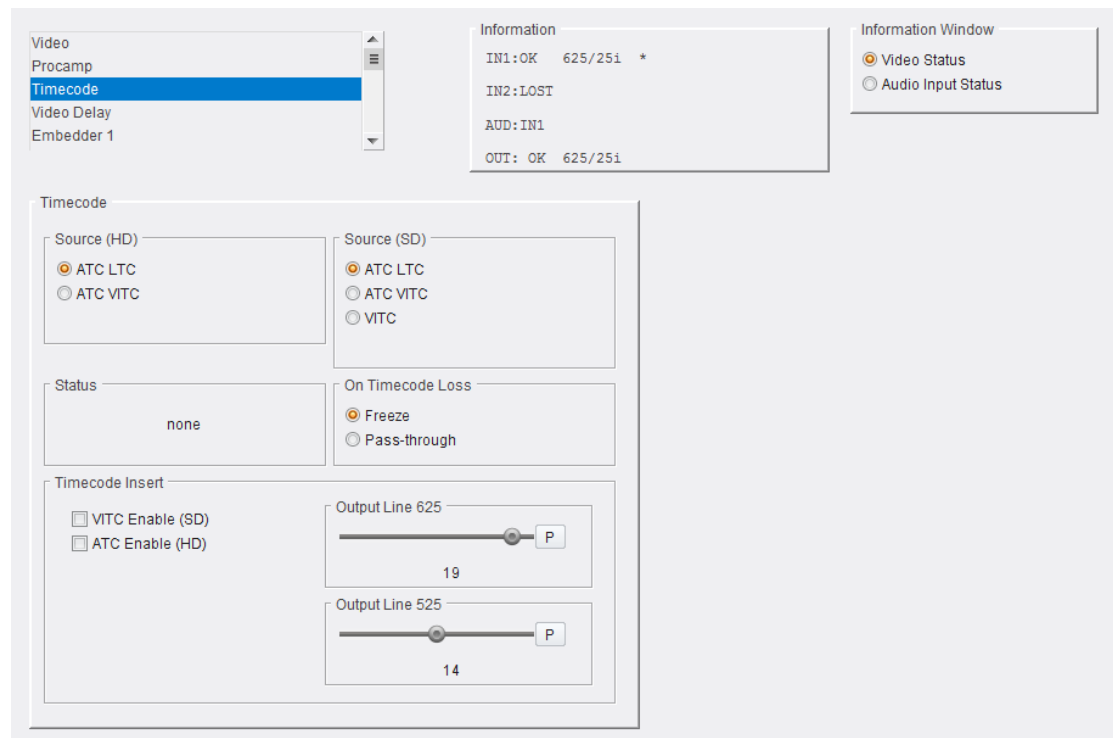 Video
Procamp
Timecode
Video Delay
Embedder 1
Information
IN1:OK 625/25i *
IN2:LOST
AUD:IN1
OUT: OK 625/25i
Information Window
Video Status
Audio Input Status
Timecode
Source (HD)
ATC LTC
ATC VITC
Source (SD)
ATC LTC
ATC VITC
VITC
Status
none
On Timecode Loss
Freeze
Pass-through
Timecode Insert
VITC Enable (SD)
ATC Enable (HD)
Output Line 625
P
19
Output Line 525
P
14